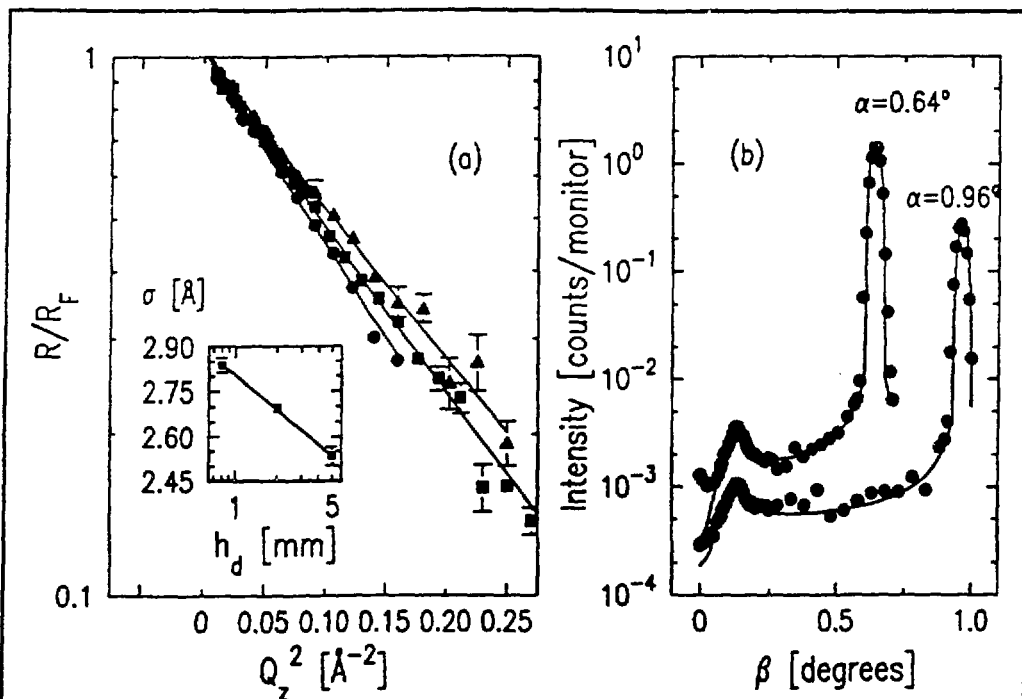 1
(a)
R/R_F
σ [Å]
2.90
2.75
2.60
2.45
1 5
h_d [mm]
0.1
0 0.05 0.10 0.15 0.20 0.25
Q_z^2 [Å^-2]
(b)
α=0.64°
α=0.96°
Intensity [counts/monitor]
10^1
10^0
10^-1
10^-2
10^-3
10^-4
0 0.5 1.0
β [degrees]